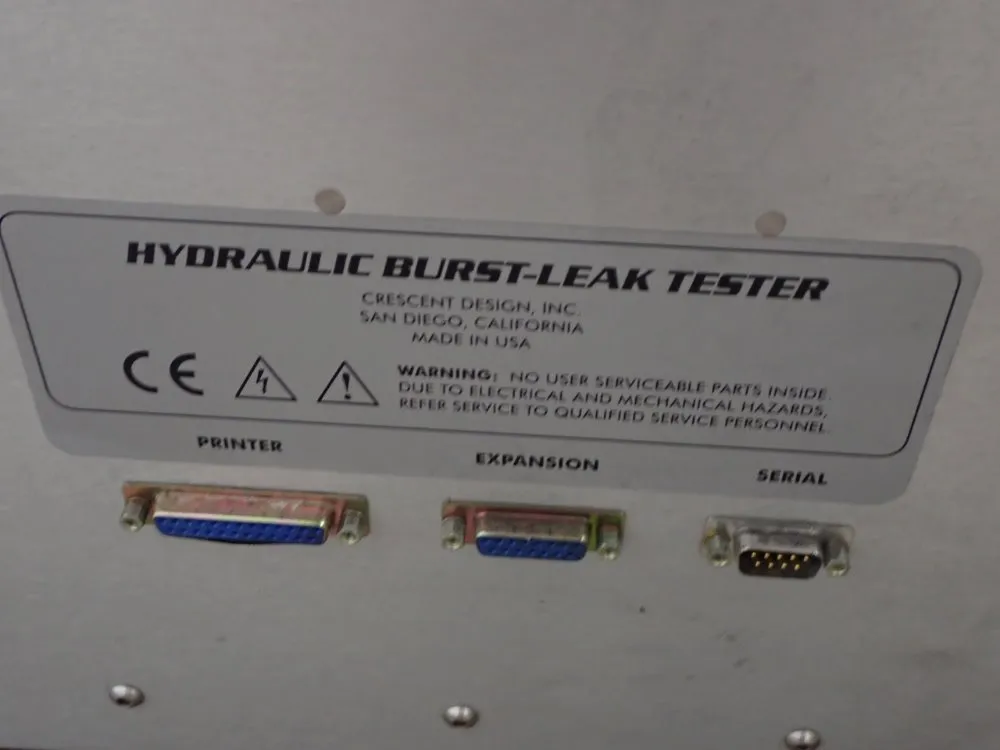 HYDRAULIC BURST-LEAK TESTER
CRESCENT DESIGN, INC.
SAN DIEGO, CALIFORNIA
MADE IN USA
CE
WARNING: NO USER SERVICEABLE PARTS INSIDE.
DUE TO ELECTRICAL AND MECHANICAL HAZARDS,
REFER SERVICE TO QUALIFIED SERVICE PERSONNEL.
PRINTER
EXPANSION
SERIAL